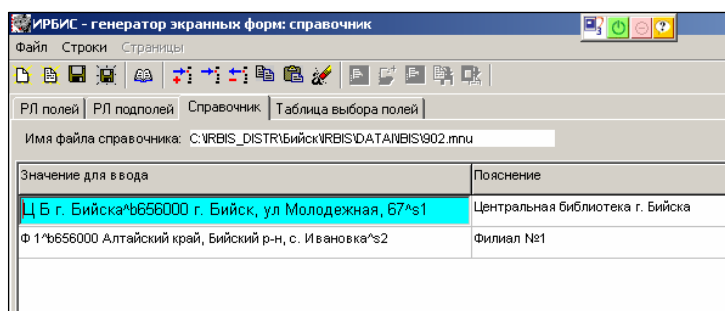 ИРБИС - генератор экранных форм: справочник
Файл Строки Страницы
РЛ полей РЛ подполей Справочник Таблица выбора полей
Имя файла справочника: C:\IRBIS_DISTR\Бийск\IRBIS\DATAI\IBIS\902.mnu
Значение для ввода Пояснение
Ц Б г. Бийска^b656000 г. Бийск, ул Молодежная, 67^s1 Центральная библиотека г. Бийска
Ф 1^b656000 Алтайский край, Бийский р-н, с. Ивановка^s2 Филиал №1